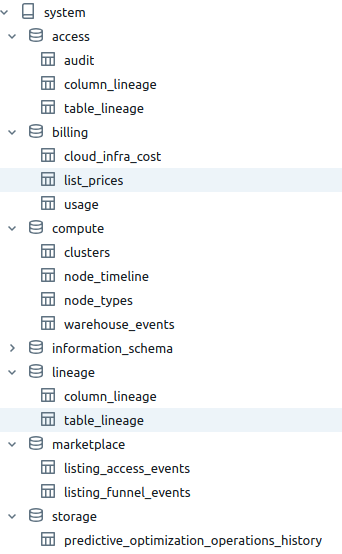 system
access
audit
column_lineage
table_lineage
billing
cloud_infra_cost
list_prices
usage
compute
clusters
node_timeline
node_types
warehouse_events
information_schema
lineage
column_lineage
table_lineage
marketplace
listing_access_events
listing_funnel_events
storage
predictive_optimization_operations_history